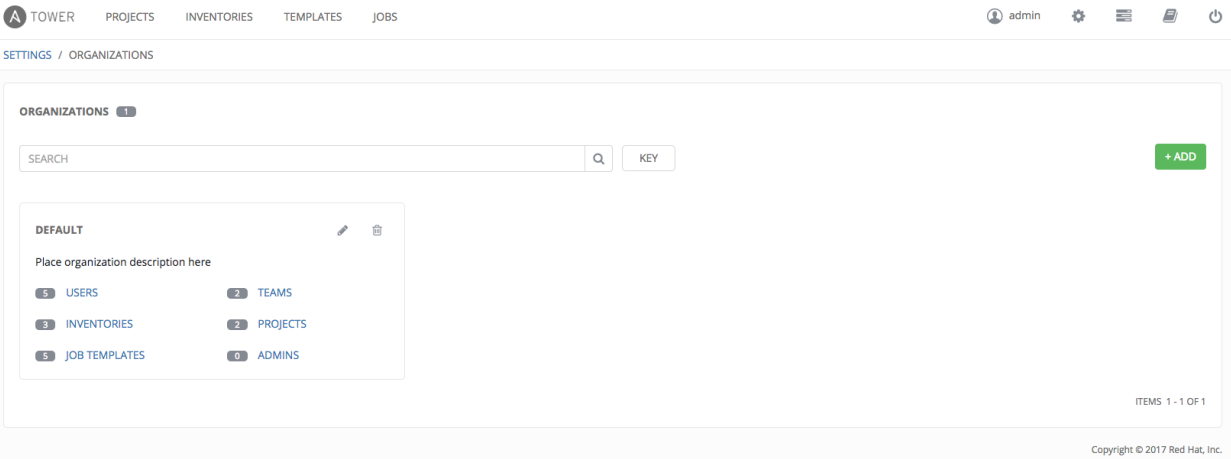 A TOWER PROJECTS INVENTORIES TEMPLATES JOBS admin
SETTINGS / ORGANIZATIONS
ORGANIZATIONS 1
SEARCH KEY + ADD
DEFAULT
Place organization description here
5 USERS 2 TEAMS
3 INVENTORIES 2 PROJECTS
5 JOB TEMPLATES 0 ADMINS
ITEMS 1 - 1 OF 1
Copyright © 2017 Red Hat, Inc.